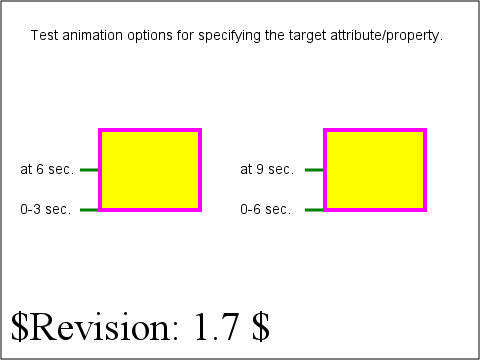 Test animation options for specifying the target attribute/property.
at 6 sec.
at 9 sec.
0-3 sec.
0-6 sec.
$Revision: 1.7 $